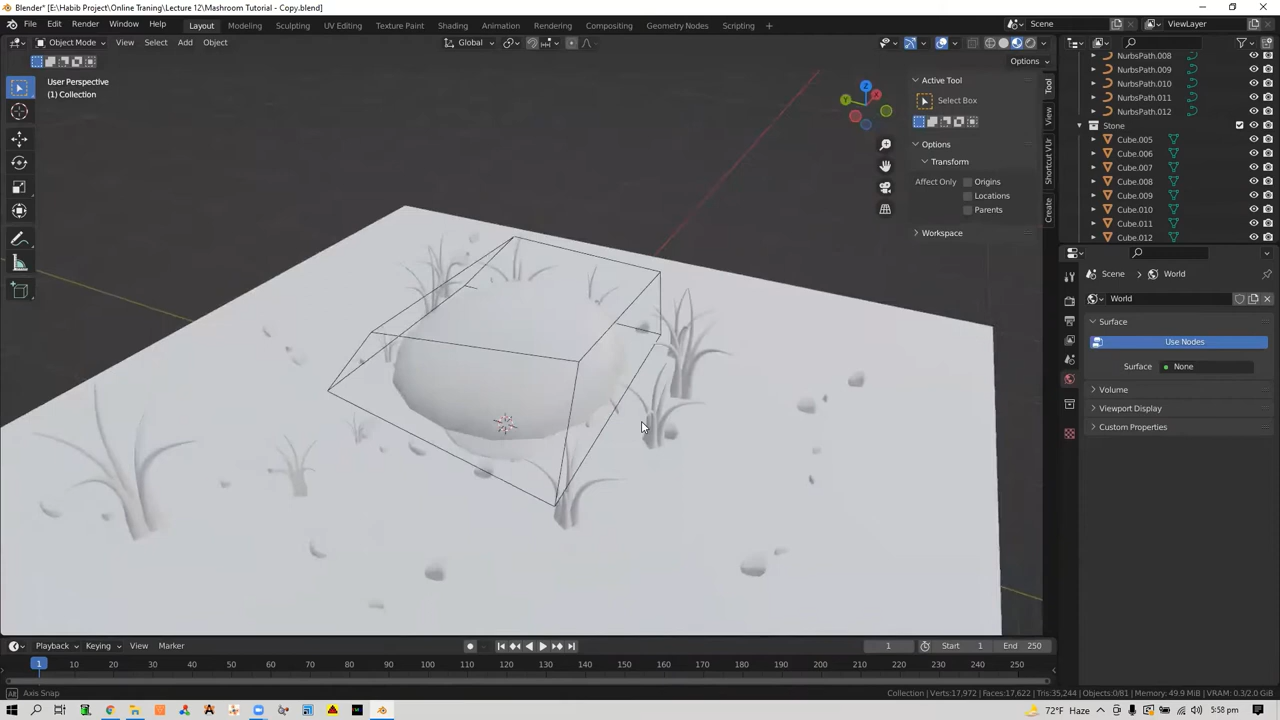 Blender* [E:\Habib Project\Online Traning\Lecture 12\Mashroom Tutorial - Copy.blend]
File Edit Render Window Help Layout Modeling Sculpting UV Editing Texture Paint Shading Animation Rendering Compositing Geometry Nodes Scripting Scene ViewLayer
Object Mode View Select Add Object Global
Options
User Perspective
(1) Collection
Active Tool
Select Box
Options
Transform
Affect Only Origins
Locations
Parents
Workspace
Tool
View
Shortcut VUr
Create
NurbsPath.008
NurbsPath.009
NurbsPath.010
NurbsPath.011
NurbsPath.012
Stone
Cube.005
Cube.006
Cube.007
Cube.008
Cube.009
Cube.010
Cube.011
Cube.012
Scene World
World
Surface
Use Nodes
Surface None
Volume
Viewport Display
Custom Properties
Playback Keying View Marker 1 Start 1 End 250
1 10 20 30 40 50 60 70 80 90 100 110 120 130 140 150 160 170 180 190 200 210 220 230 240 250
Alt Axis Snap Collection | Verts:17,972 | Faces:17,622 | Tris:35,244 | Objects:0/81 | Memory: 49.9 MiB | VRAM: 0.3/2.0 GiB
72°F Haze 5:58 pm